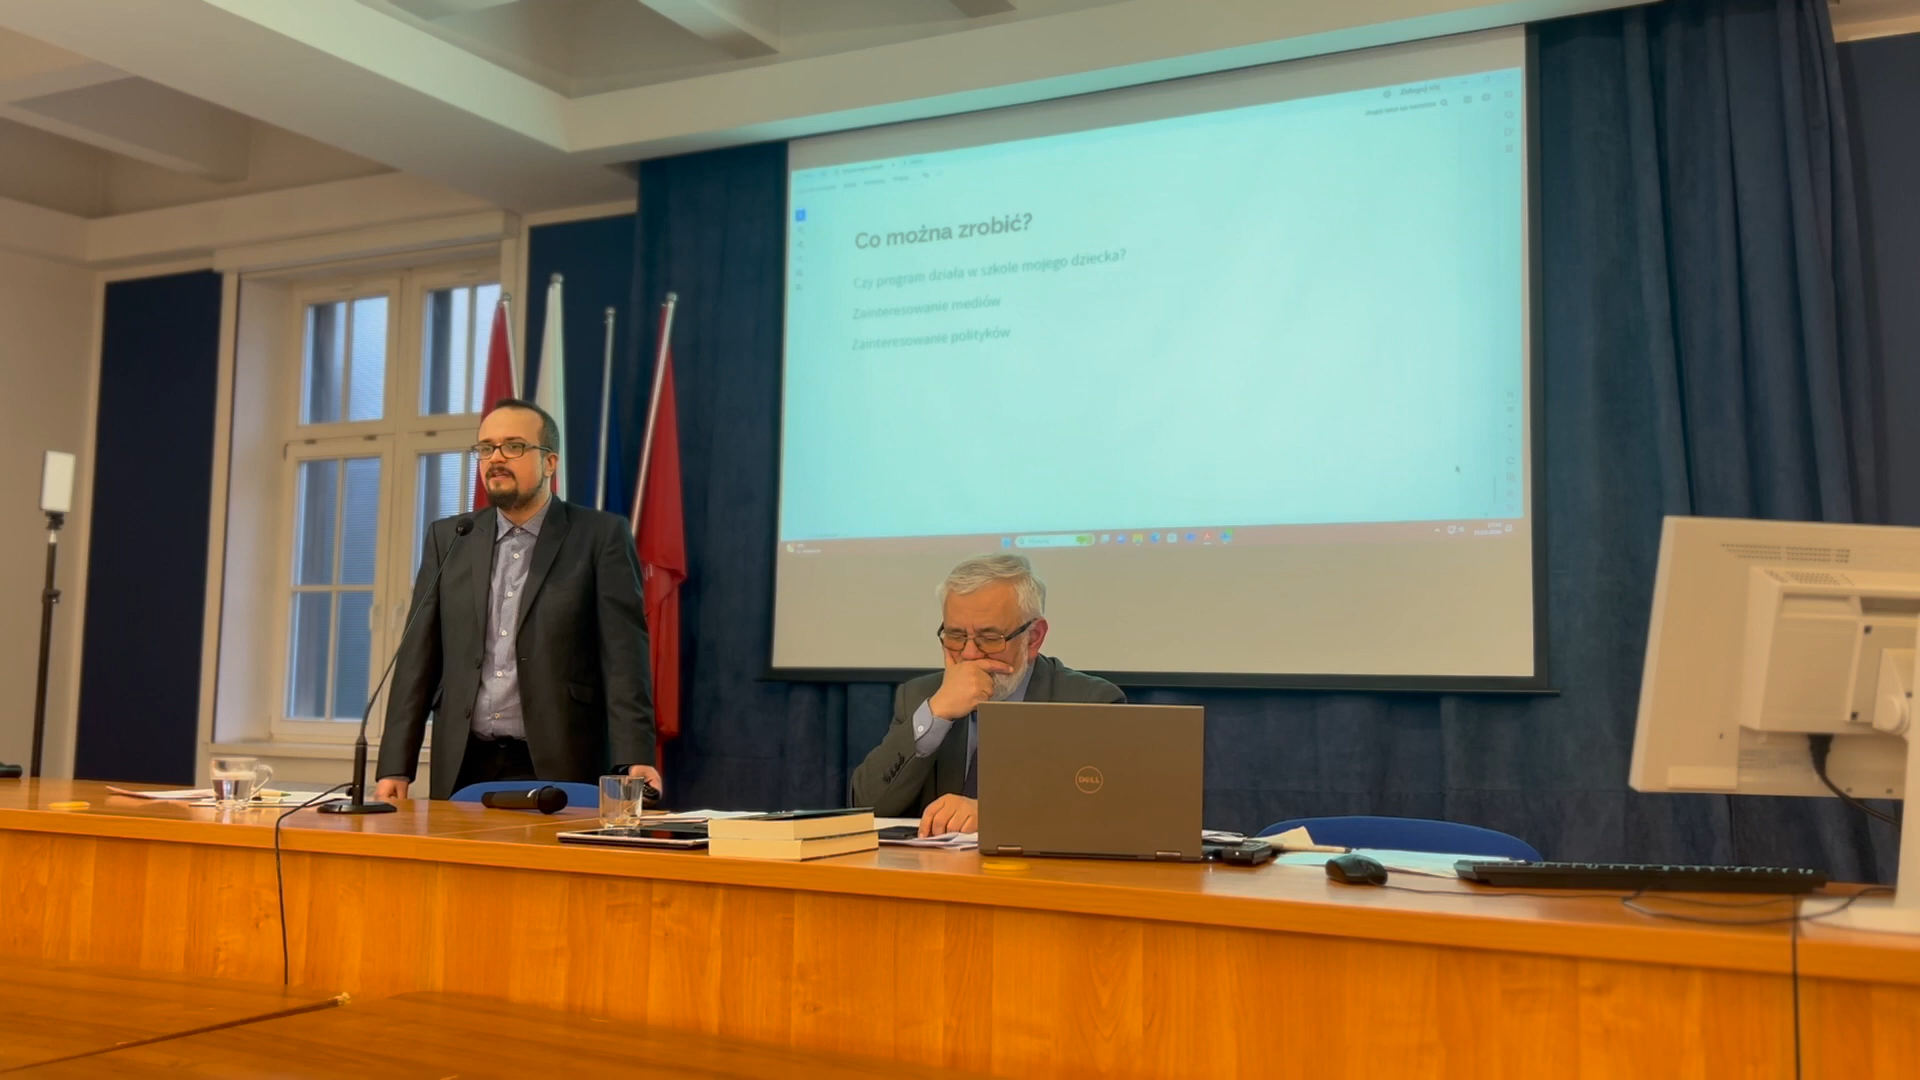 Co można zrobić?
Czy program działa w szkole mojego dziecka?
Zainteresowanie mediów
Zainteresowanie polityków
DELL